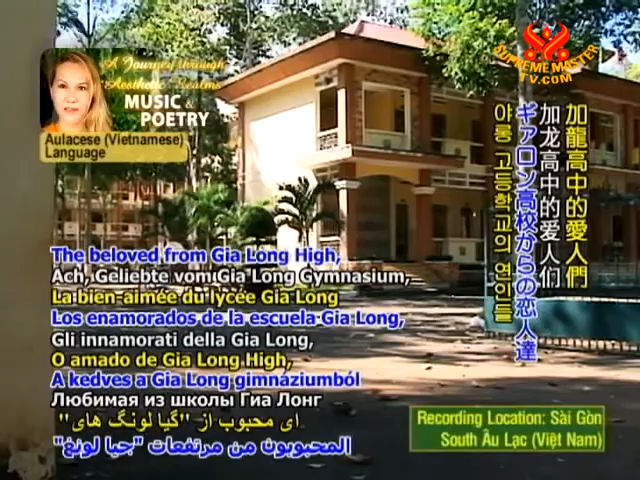 A Journey through
Aesthetic Realms
MUSIC &
POETRY
Aulacese (Vietnamese)
Language
SUPREME MASTER
TV.COM
加龍高中的愛人們
加龙高中的爱人们
ギアロン高校からの恋人達
야롱 고등학교의 연인들
The beloved from Gia Long High,
Ach, Geliebte vom Gia Long Gymnasium,
La bien-aimée du lycée Gia Long
Los enamorados de la escuela Gia Long,
Gli innamorati della Gia Long,
O amado de Gia Long High,
A kedves a Gia Long gimnáziumból
Любимая из школы Гиа Лонг
ای محبوب از "گیا لونگ های"
المحبوبون من مرتفعات "جيا لونغ"
Recording Location: Sài Gòn
South Âu Lạc (Việt Nam)